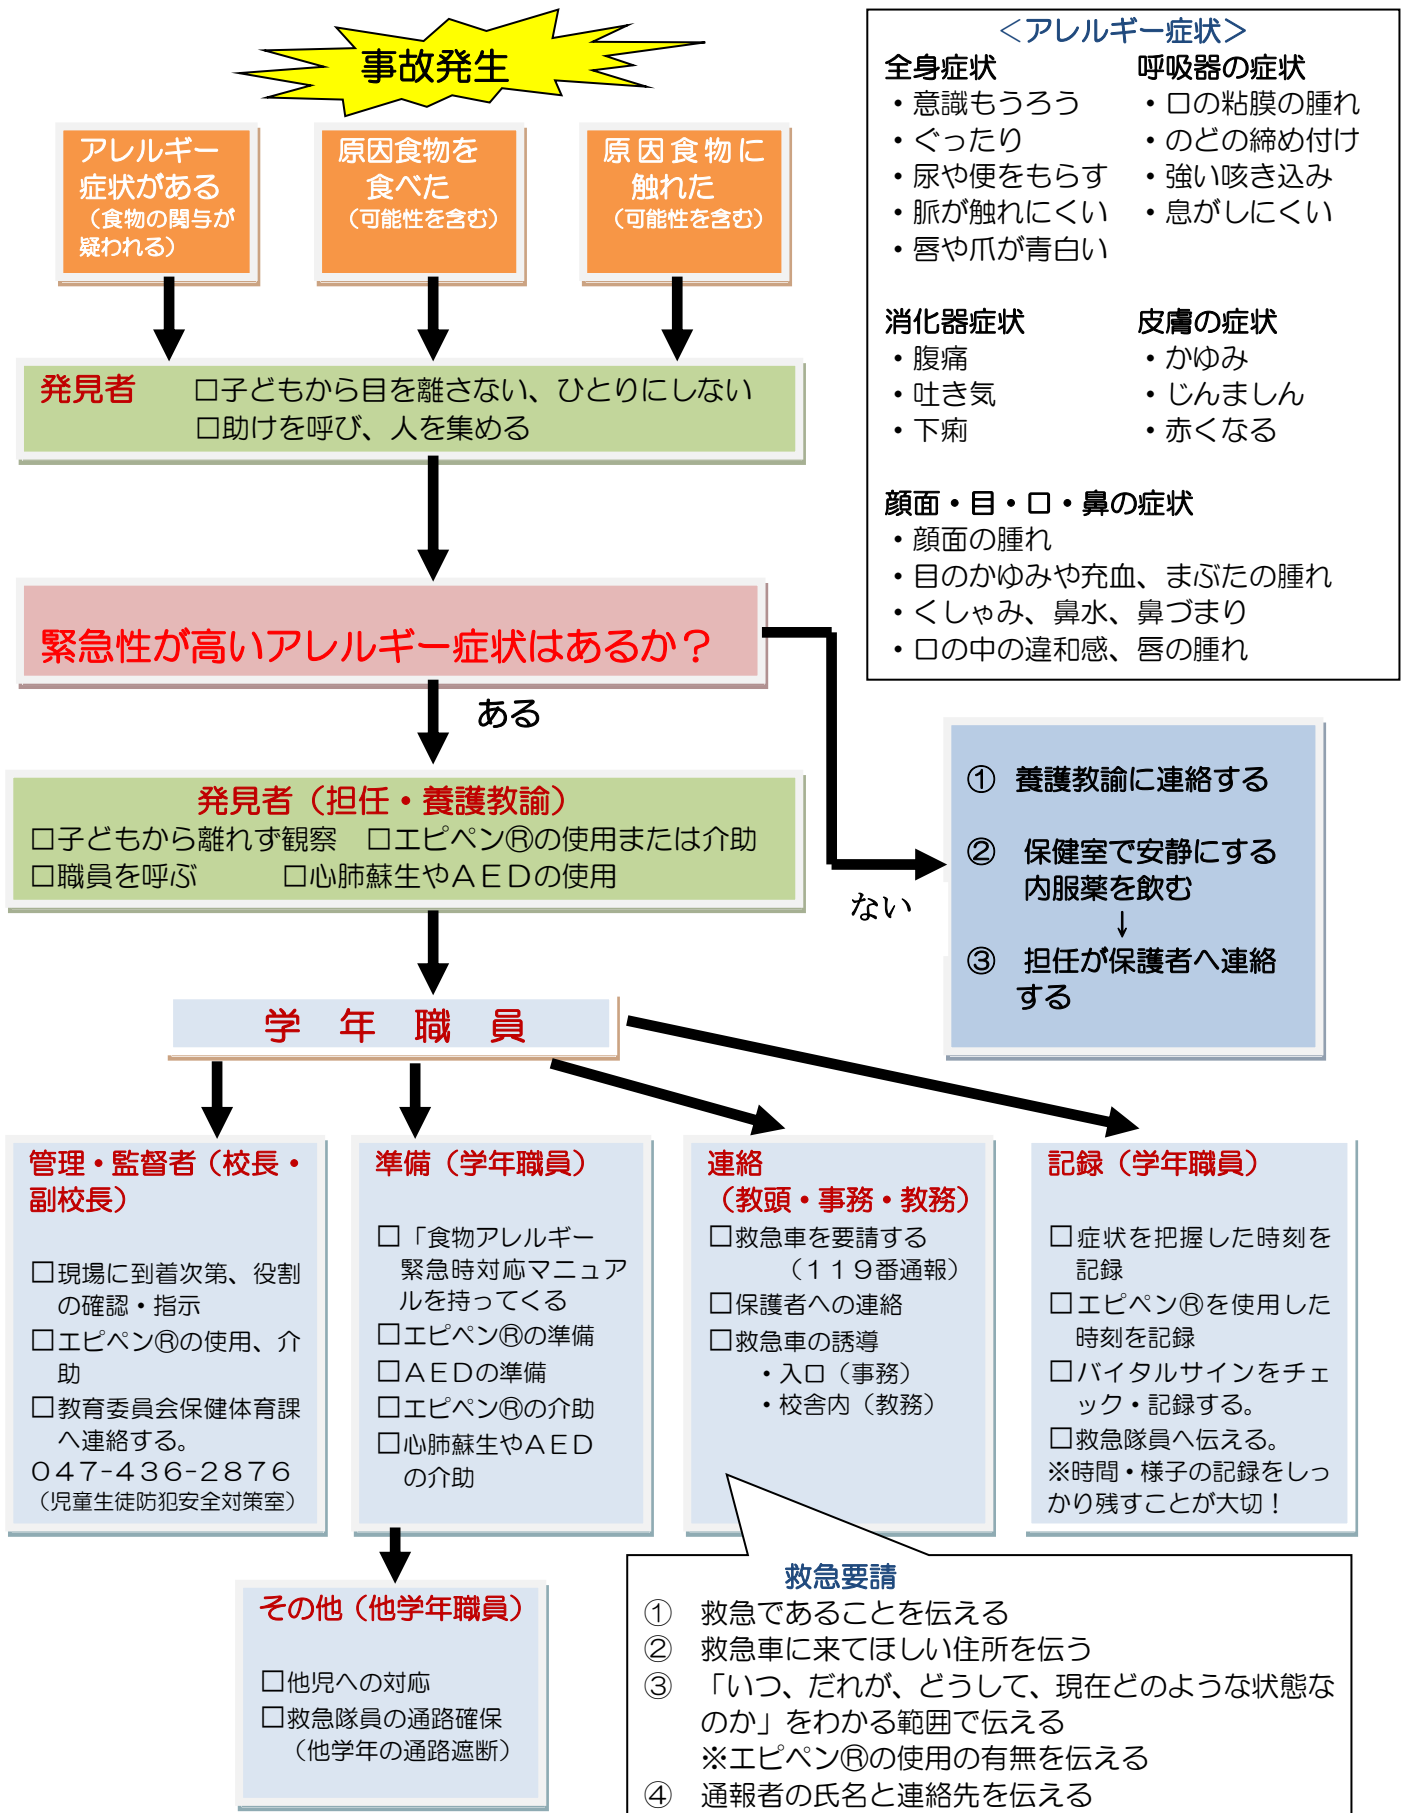 事故発生
アレルギー
症状がある
（食物の関与が
疑われる）
原因食物を
食べた
（可能性を含む）
原因食物に
触れた
（可能性を含む）
＜アレルギー症状＞
全身症状
・意識もうろう
・ぐったり
・尿や便をもらす
・脈が触れにくい
・唇や爪が青白い
呼吸器の症状
・口の粘膜の腫れ
・のどの締め付け
・強い咳き込み
・息がしにくい
消化器症状
・腹痛
・吐き気
・下痢
皮膚の症状
・かゆみ
・じんましん
・赤くなる
顔面・目・口・鼻の症状
・顔面の腫れ
・目のかゆみや充血、まぶたの腫れ
・くしゃみ、鼻水、鼻づまり
・口の中の違和感、唇の腫れ
発見者　□子どもから目を離さない、ひとりにしない
□助けを呼び、人を集める
緊急性が高いアレルギー症状はあるか？
ある
ない
発見者（担任・養護教諭）
□子どもから離れず観察　□エピペン®の使用または介助
□職員を呼ぶ　　　□心肺蘇生やＡＥＤの使用
①　養護教諭に連絡する
②　保健室で安静にする
内服薬を飲む
↓
③　担任が保護者へ連絡
する
学　年　職　員
管理・監督者（校長・
副校長）
□現場に到着次第、役割
の確認・指示
□エピペン®の使用、介
助
□教育委員会保健体育課
へ連絡する。
０４７-４３６-２８７６
（児童生徒防犯安全対策室）
準備（学年職員）
□「食物アレルギー
緊急時対応マニュア
ルを持ってくる
□エピペン®の準備
□ＡＥＤの準備
□エピペン®の介助
□心肺蘇生やＡＥＤ
の介助
連絡
（教頭・事務・教務）
□救急車を要請する
（１１９番通報）
□保護者への連絡
□救急車の誘導
・入口（事務）
・校舎内（教務）
記録（学年職員）
□症状を把握した時刻を
記録
□エピペン®を使用した
時刻を記録
□バイタルサインをチェ
ック・記録する。
□救急隊員へ伝える。
※時間・様子の記録をしっ
かり残すことが大切！
その他（他学年職員）
□他児への対応
□救急隊員の通路確保
（他学年の通路遮断）
救急要請
①　救急であることを伝える
②　救急車に来てほしい住所を伝う
③　「いつ、だれが、どうして、現在どのような状態な
のか」をわかる範囲で伝える
※エピペン®の使用の有無を伝える
④　通報者の氏名と連絡先を伝える